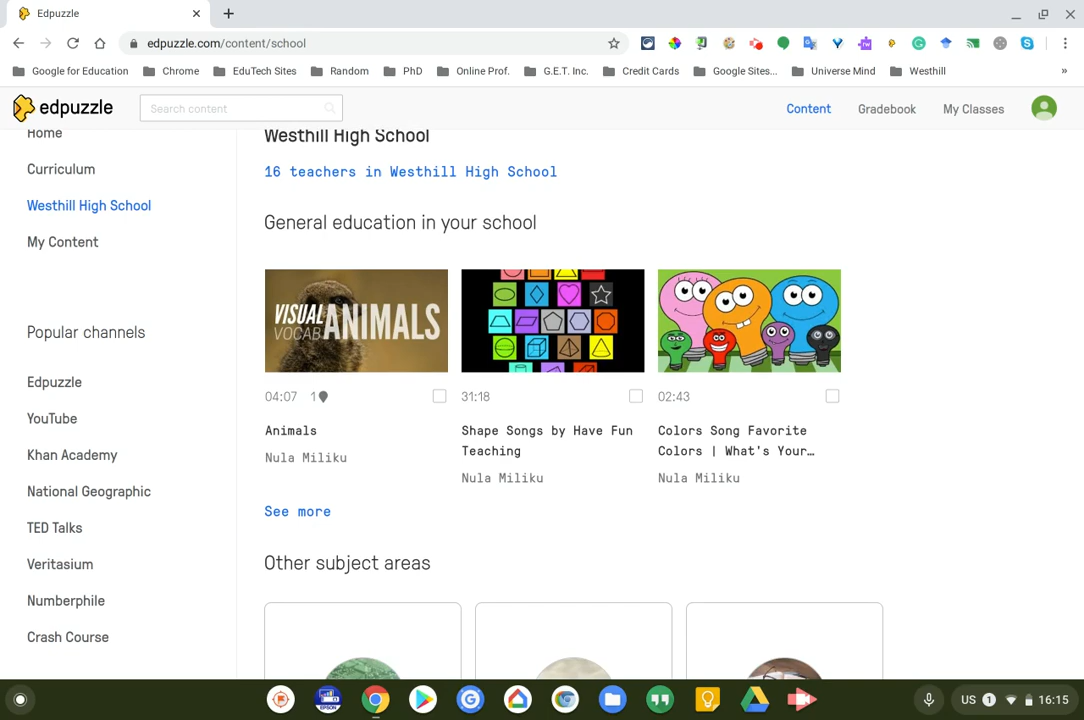 Edpuzzle
edpuzzle.com/content/school
Google for Education
Chrome
EduTech Sites
Random
PhD
Online Prof.
G.E.T. Inc.
Credit Cards
Google Sites...
Universe Mind
Westhill
»
edpuzzle
Search content
Content
Gradebook
My Classes
Home
Curriculum
Westhill High School
My Content
Popular channels
Edpuzzle
YouTube
Khan Academy
National Geographic
TED Talks
Veritasium
Numberphile
Crash Course
Westhill High School
16 teachers in Westhill High School
General education in your school
VISUAL
VOCAB ANIMALS
04:07 1
Animals
Nula Miliku
31:18
Shape Songs by Have Fun
Teaching
Nula Miliku
02:43
Colors Song Favorite
Colors | What's Your…
Nula Miliku
See more
Other subject areas
EPSON
US 1 16:15